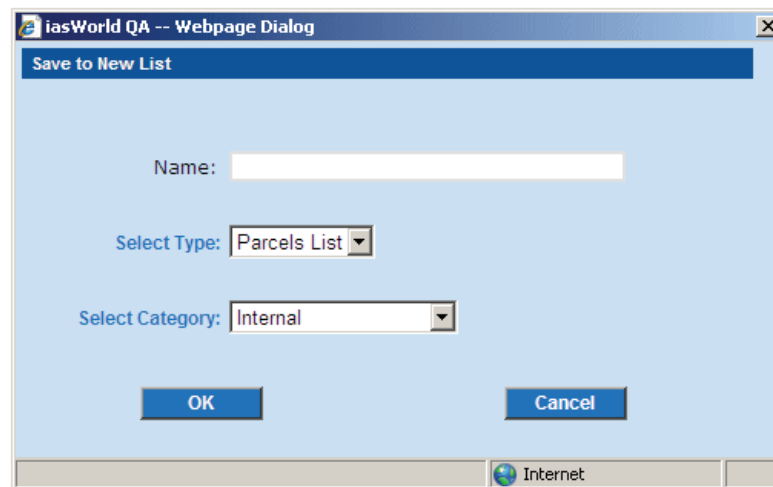 iasWorld QA -- Webpage Dialog
Save to New List
Name:
Select Type: Parcels List
Select Category: Internal
OK Cancel
Internet